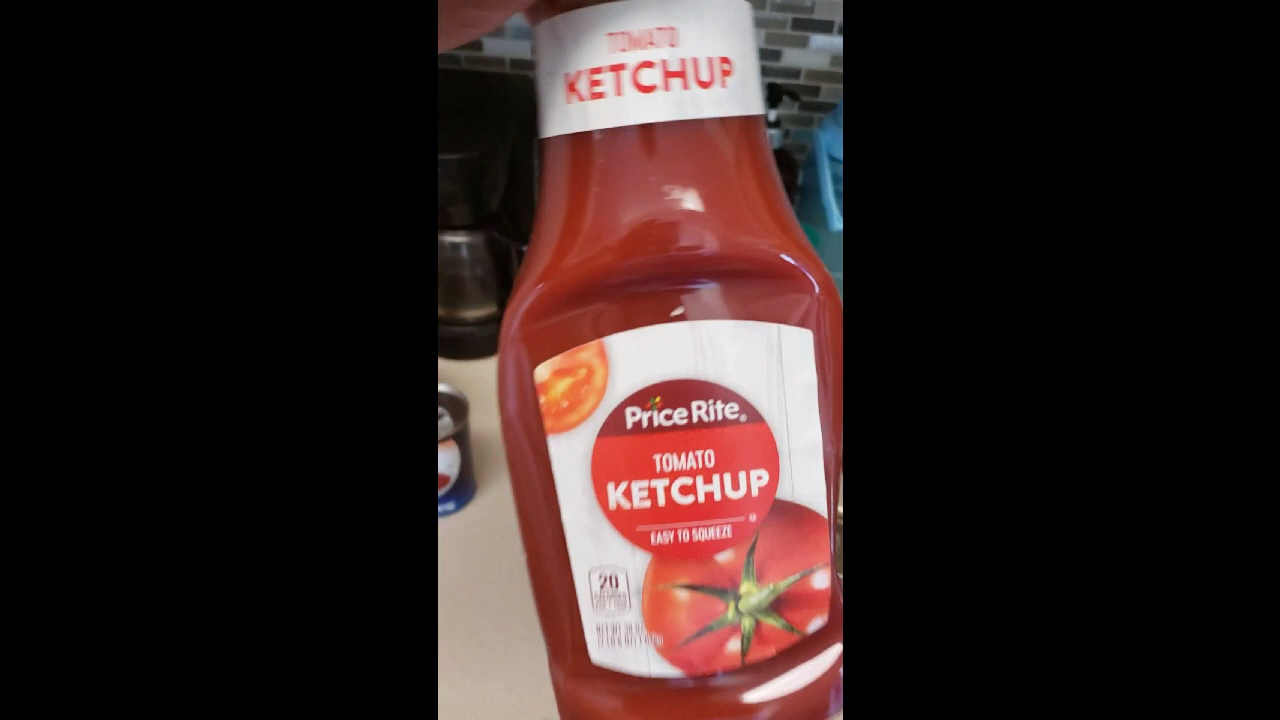 TOMATO
KETCHUP
Price Rite
TOMATO
KETCHUP
EASY TO SQUEEZE
20